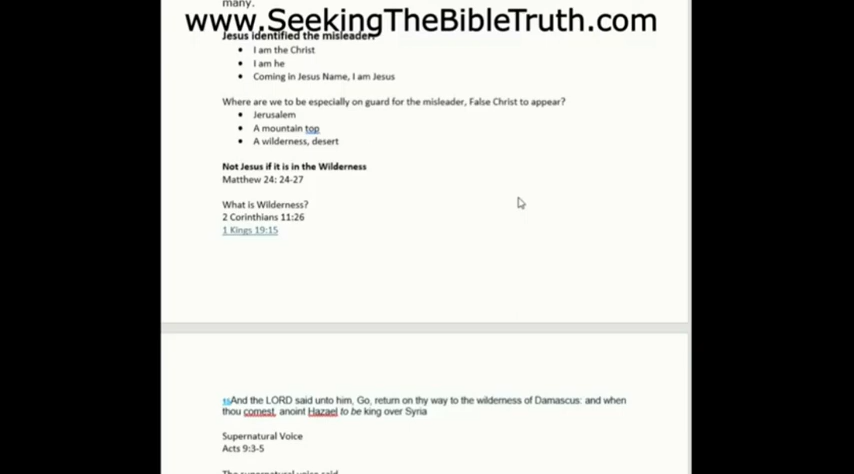 many.
www.SeekingTheBibleTruth.com
Jesus identified the misleader:
I am the Christ
I am he
Coming in Jesus Name, I am Jesus
Where are we to be especially on guard for the misleader, False Christ to appear?
Jerusalem
A mountain top
A wilderness, desert
Not Jesus if it is in the Wilderness
Matthew 24: 24-27
What is Wilderness?
2 Corinthians 11:26
1 Kings 19:15
15And the LORD said unto him, Go, return on thy way to the wilderness of Damascus: and when
thou comest, anoint Hazael to be king over Syria
Supernatural Voice
Acts 9:3-5
The supernatural voice said